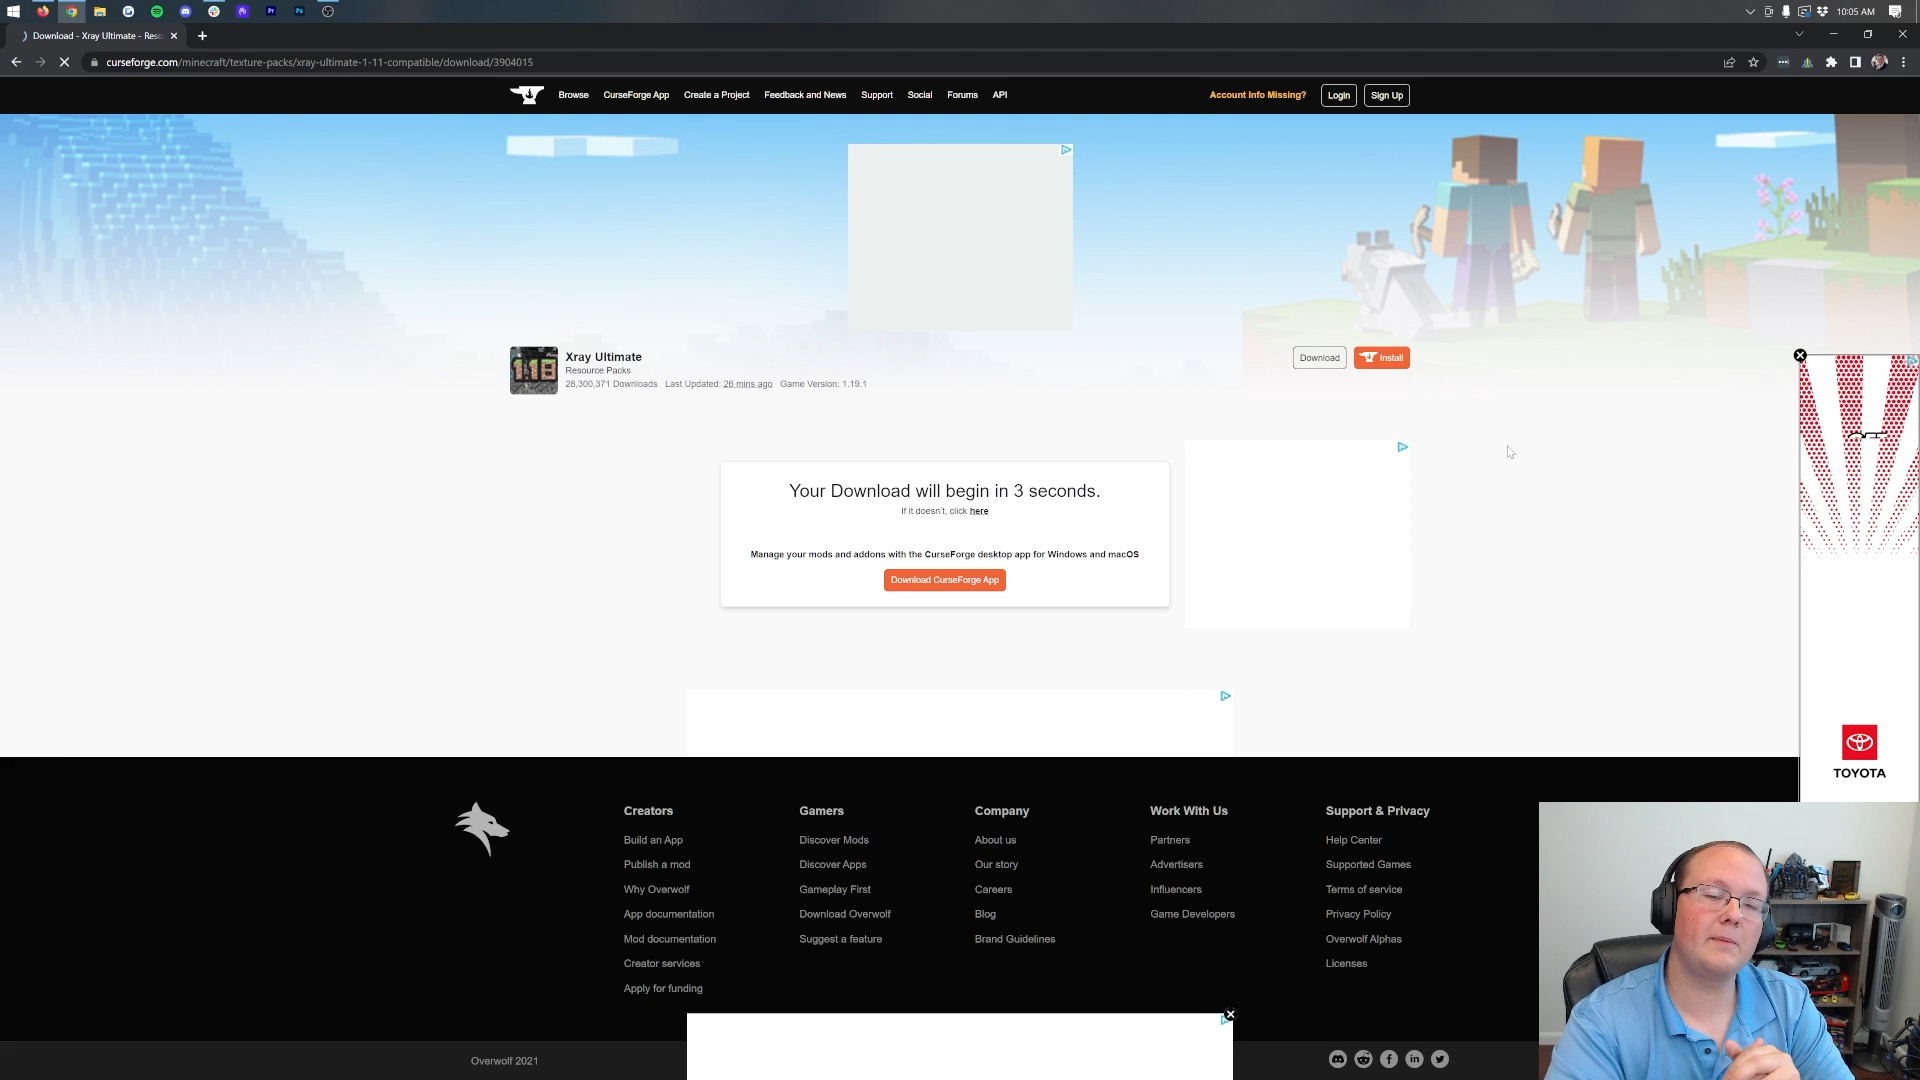 10:05 AM
Download - Xray Ultimate - Reso
curseforge.com/minecraft/texture-packs/xray-ultimate-1-11-compatible/download/3904015
Browse CurseForge App Create a Project Feedback and News Support Social Forums API Account Info Missing? Login Sign Up
1.18
Xray Ultimate
Resource Packs
28,300,371 Downloads Last Updated: 26 mins ago Game Version: 1.19.1
Download Install
Your Download will begin in 3 seconds.
If it doesn't, click here
Manage your mods and addons with the CurseForge desktop app for Windows and macOS
Download CurseForge App
TOYOTA
Creators
Build an App
Publish a mod
Why Overwolf
App documentation
Mod documentation
Creator services
Apply for funding
Gamers
Discover Mods
Discover Apps
Gameplay First
Download Overwolf
Suggest a feature
Company
About us
Our story
Careers
Blog
Brand Guidelines
Work With Us
Partners
Advertisers
Influencers
Game Developers
Support & Privacy
Help Center
Supported Games
Terms of service
Privacy Policy
Overwolf Alphas
Licenses
Overwolf 2021